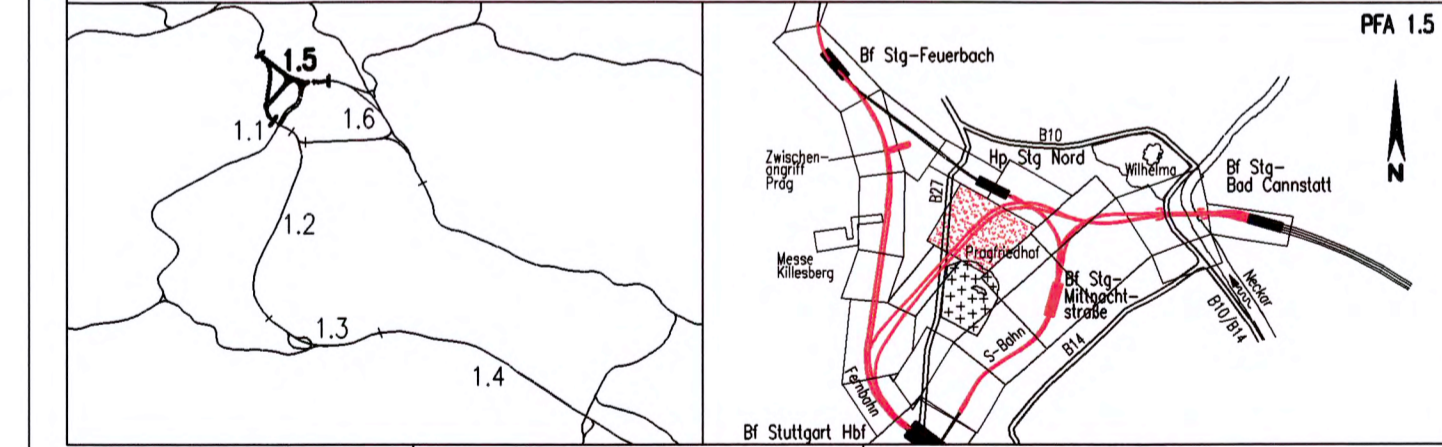 1.5
1.1
1.6
1.2
1.3
1.4
PFA 1.5
Bf Stg-Feuerbach
N
B10
Hp Stg Nord
Zwischen-
angriff
Prag
Wilhelma
Bf Stg-
Bad Cannstatt
B27
Messe
Killesberg
Pragfriedhof
Bf Stg-
Mittnacht-
straße
Neckar
B10/B14
S-Bahn
B14
Fernbahn
Bf Stuttgart Hbf